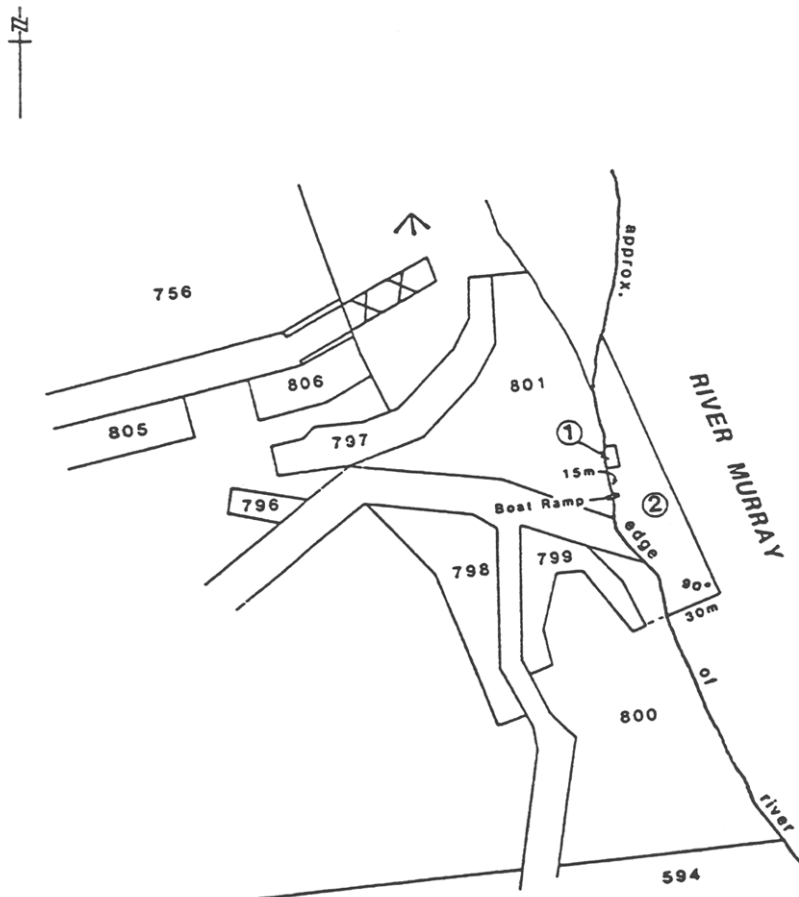 N
approx.
756
806
801
RIVER MURRAY
805
797
1
15m
796
Boat Ramp
2
edge
799
798
90°
30m
of
800
river
594